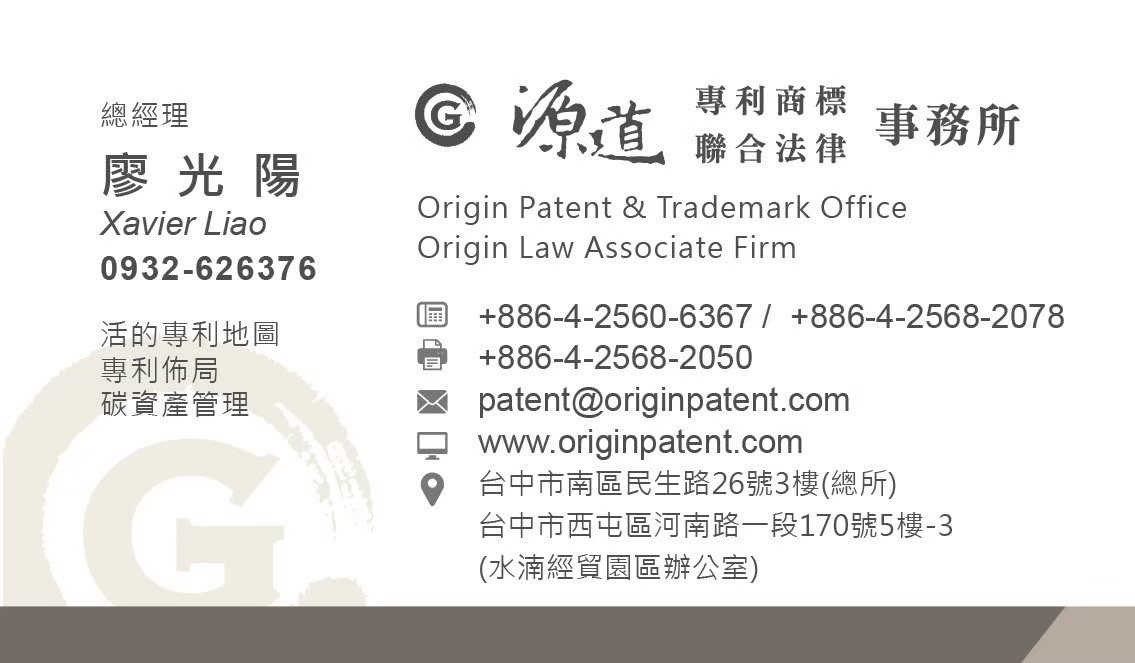 總經理
廖光陽
Xavier Liao
0932-626376
活的專利地圖
專利佈局
碳資產管理
G 源道 專利商標 聯合法律 事務所
Origin Patent & Trademark Office
Origin Law Associate Firm
+886-4-2560-6367 / +886-4-2568-2078
+886-4-2568-2050
patent@originpatent.com
www.originpatent.com
台中市南區民生路26號3樓(總所)
台中市西屯區河南路一段170號5樓-3
(水湳經貿園區辦公室)
G